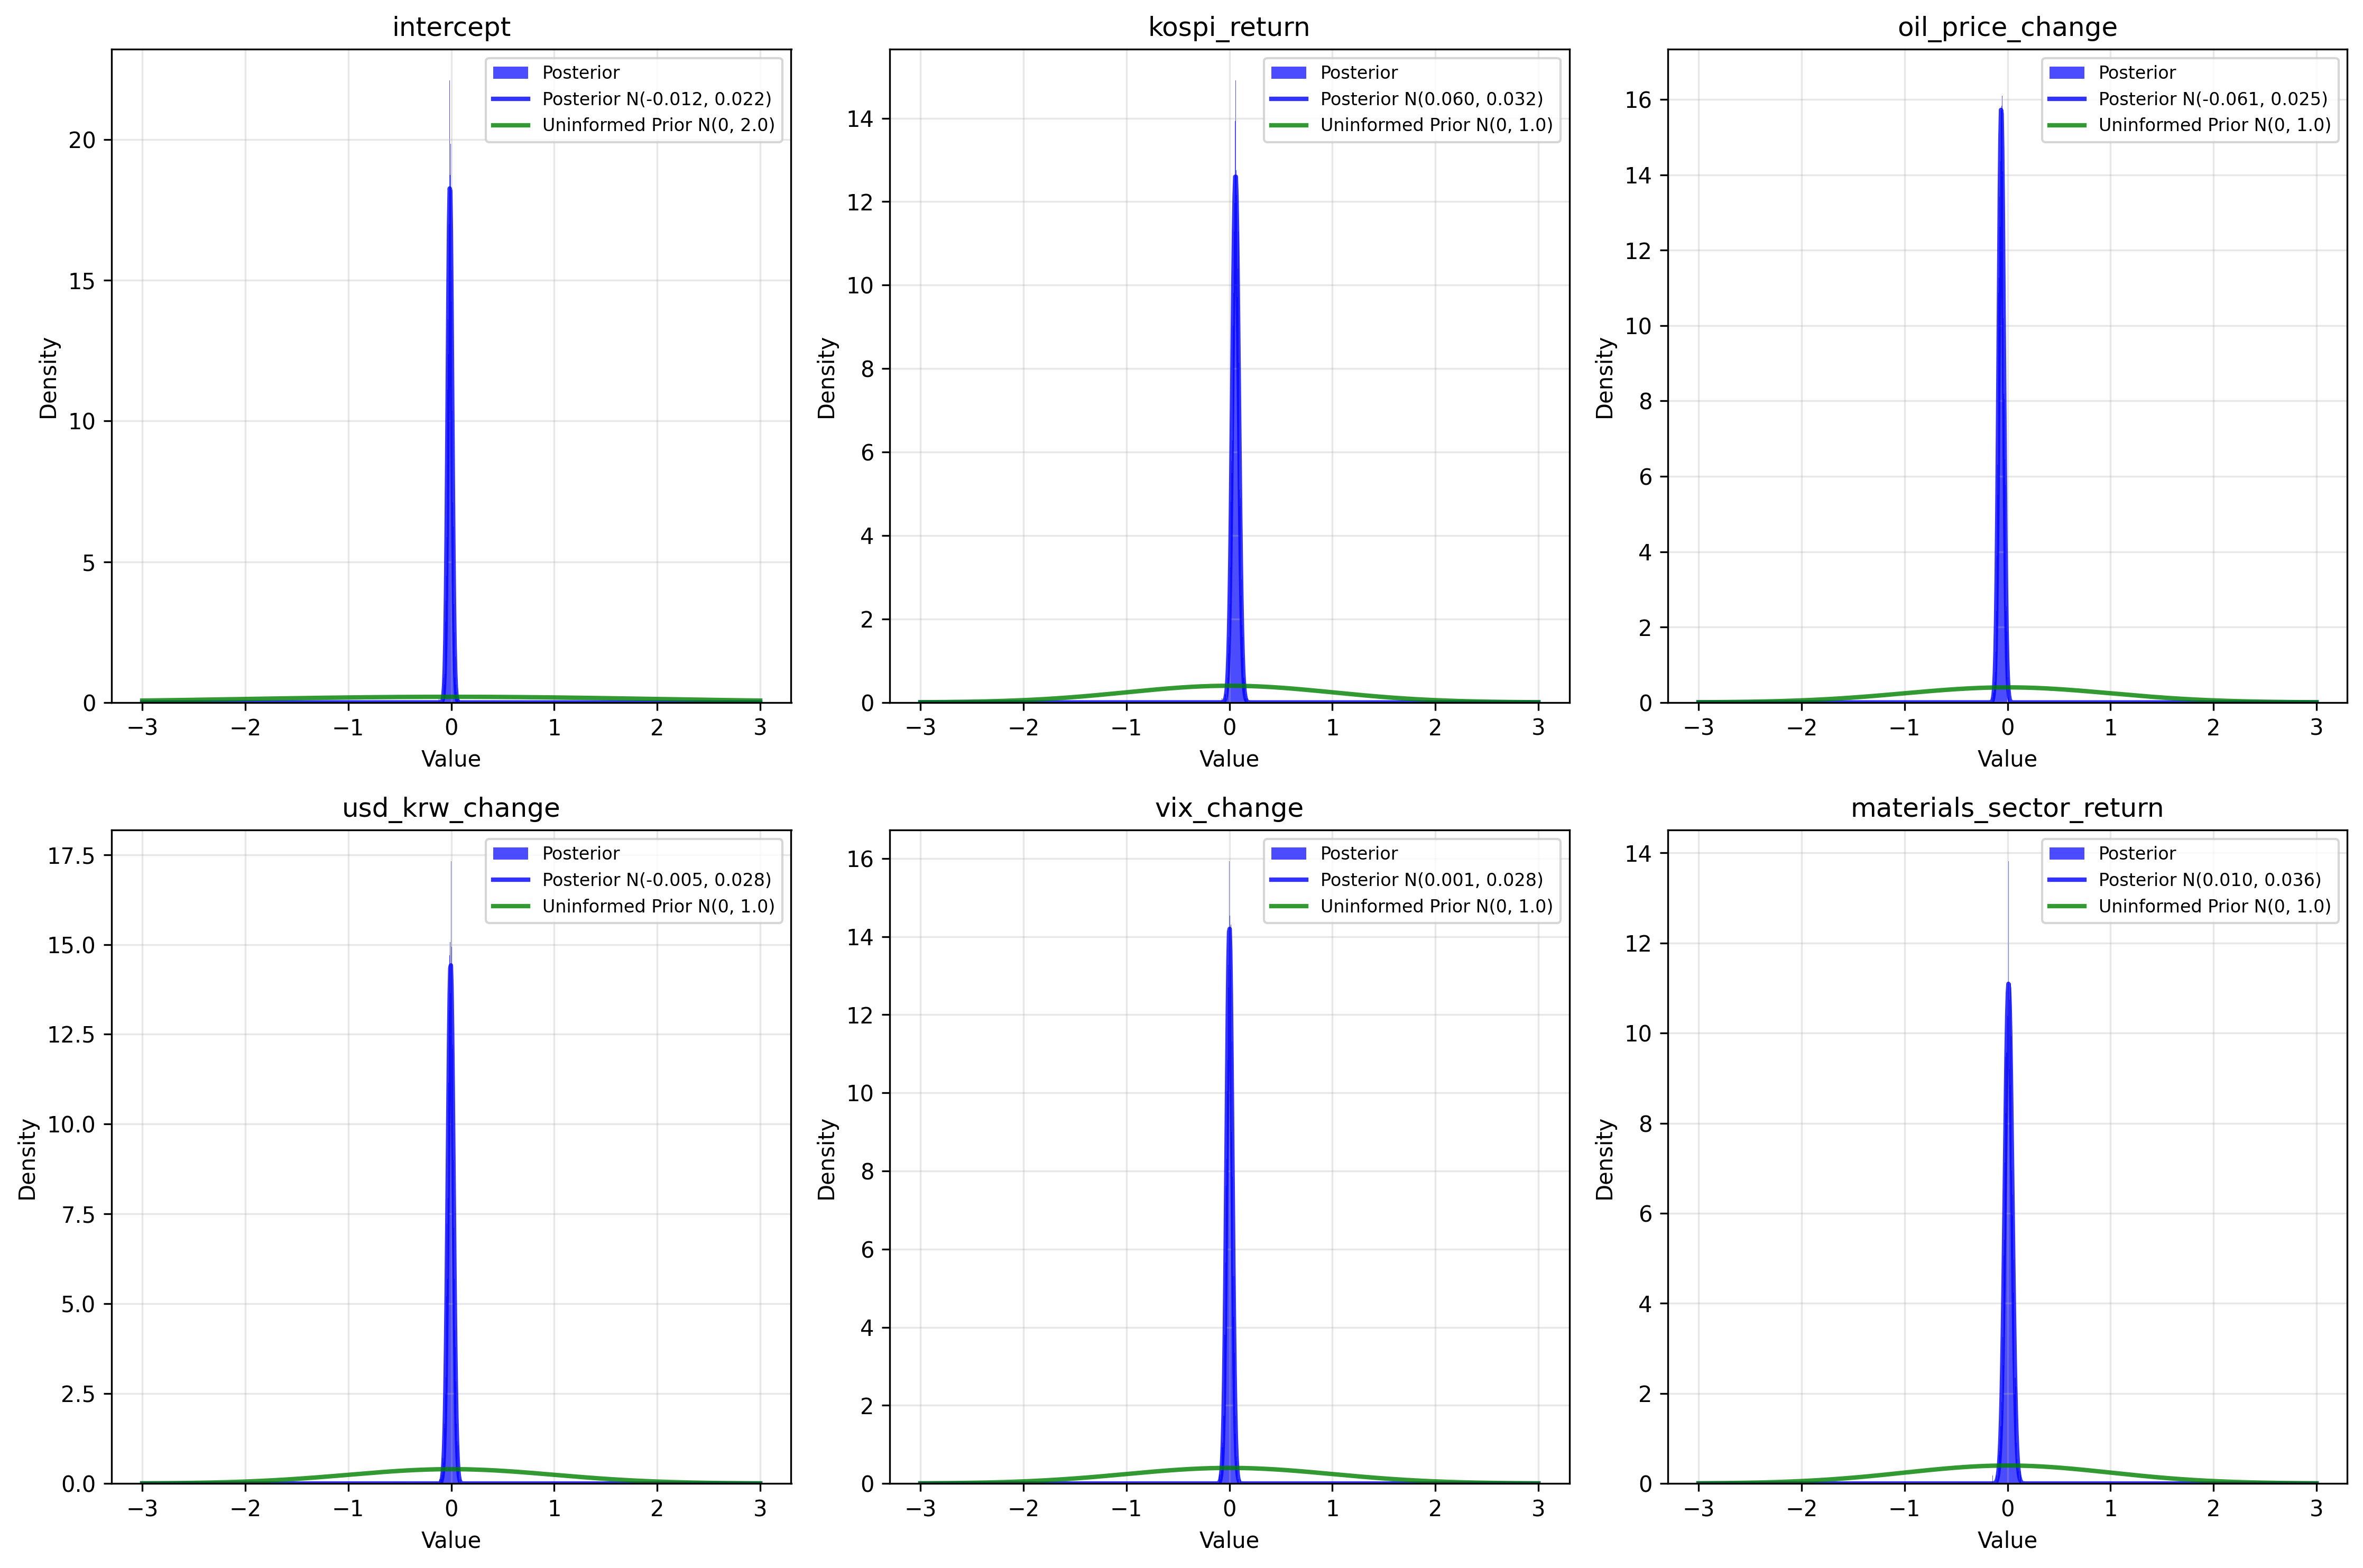 intercept
Posterior
Posterior N(-0.012, 0.022)
Uninformed Prior N(0, 2.0)
Density
20
15
10
5
0
−3
−2
−1
0
1
2
3
Value
kospi_return
Posterior
Posterior N(0.060, 0.032)
Uninformed Prior N(0, 1.0)
Density
14
12
10
8
6
4
2
0
−3
−2
−1
0
1
2
3
Value
oil_price_change
Posterior
Posterior N(-0.061, 0.025)
Uninformed Prior N(0, 1.0)
Density
16
14
12
10
8
6
4
2
0
−3
−2
−1
0
1
2
3
Value
usd_krw_change
Posterior
Posterior N(-0.005, 0.028)
Uninformed Prior N(0, 1.0)
Density
17.5
15.0
12.5
10.0
7.5
5.0
2.5
0.0
−3
−2
−1
0
1
2
3
Value
vix_change
Posterior
Posterior N(0.001, 0.028)
Uninformed Prior N(0, 1.0)
Density
16
14
12
10
8
6
4
2
0
−3
−2
−1
0
1
2
3
Value
materials_sector_return
Posterior
Posterior N(0.010, 0.036)
Uninformed Prior N(0, 1.0)
Density
14
12
10
8
6
4
2
0
−3
−2
−1
0
1
2
3
Value